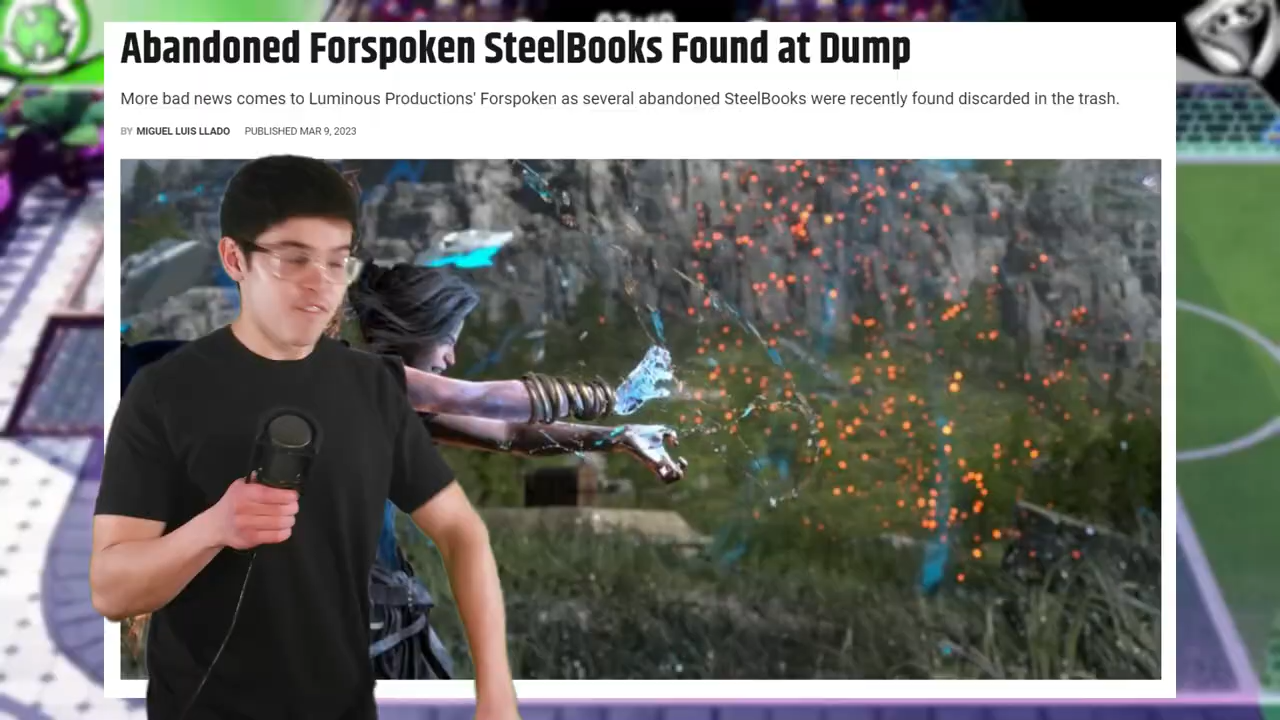 Abandoned Forspoken SteelBooks Found at Dump
More bad news comes to Luminous Productions' Forspoken as several abandoned SteelBooks were recently found discarded in the trash.
BY MIGUEL LUIS LLADO PUBLISHED MAR 9, 2023